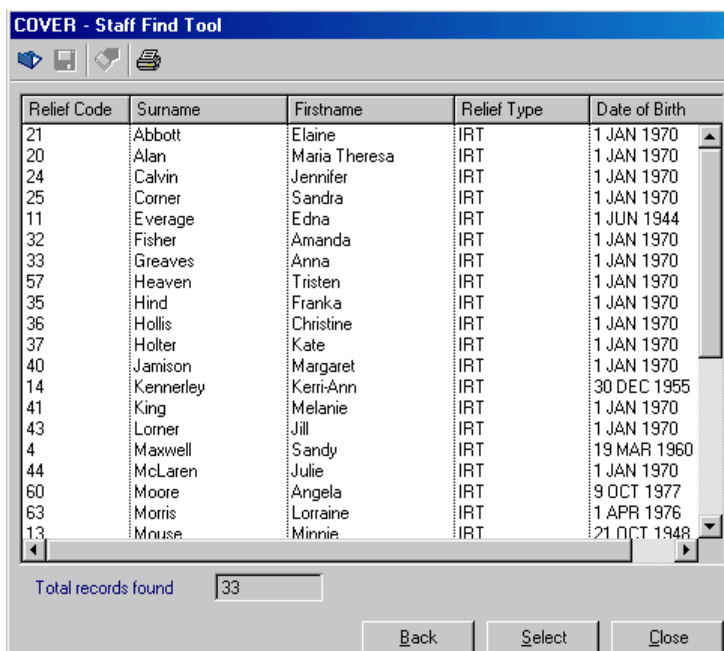 COVER - Staff Find Tool
Relief Code Surname Firstname Relief Type Date of Birth
21 Abbott Elaine IRT 1 JAN 1970
20 Alan Maria Theresa IRT 1 JAN 1970
24 Calvin Jennifer IRT 1 JAN 1970
25 Corner Sandra IRT 1 JAN 1970
11 Everage Edna IRT 1 JUN 1944
32 Fisher Amanda IRT 1 JAN 1970
33 Greaves Anna IRT 1 JAN 1970
57 Heaven Tristen IRT 1 JAN 1970
35 Hind Franka IRT 1 JAN 1970
36 Hollis Christine IRT 1 JAN 1970
37 Holter Kate IRT 1 JAN 1970
40 Jamison Margaret IRT 1 JAN 1970
14 Kennerley Kerri-Ann IRT 30 DEC 1955
41 King Melanie IRT 1 JAN 1970
43 Lorner Jill IRT 1 JAN 1970
4 Maxwell Sandy IRT 19 MAR 1960
44 McLaren Julie IRT 1 JAN 1970
60 Moore Angela IRT 9 OCT 1977
63 Morris Lorraine IRT 1 APR 1976
13 Mouse Minnie IRT 21 OCT 1948
Total records found 33
Back Select Close